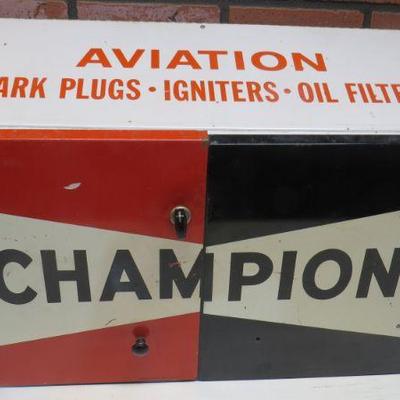 AVIATION
ARK PLUGS · IGNITERS · OIL FILTE
CHAMPION